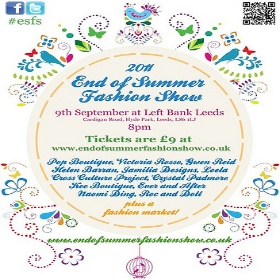 #esfs
2011
End of Summer
Fashion Show
9th September at Left Bank Leeds
Cardigan Road, Hyde Park, Leeds, LS6 1LJ
8pm
Tickets are £9 at
www.endofsummerfashionshow.co.uk
Pop Boutique, Victoria Rosso, Gwen Reid
Helen Barran, Jamilia Designs, Leela
Cross Culture Project, Crystal Padmore
Kee Boutique, Ever and After
Naomi Ding, Roc and Doll
plus a
fashion market!
www.endofsummerfashionshow.co.uk